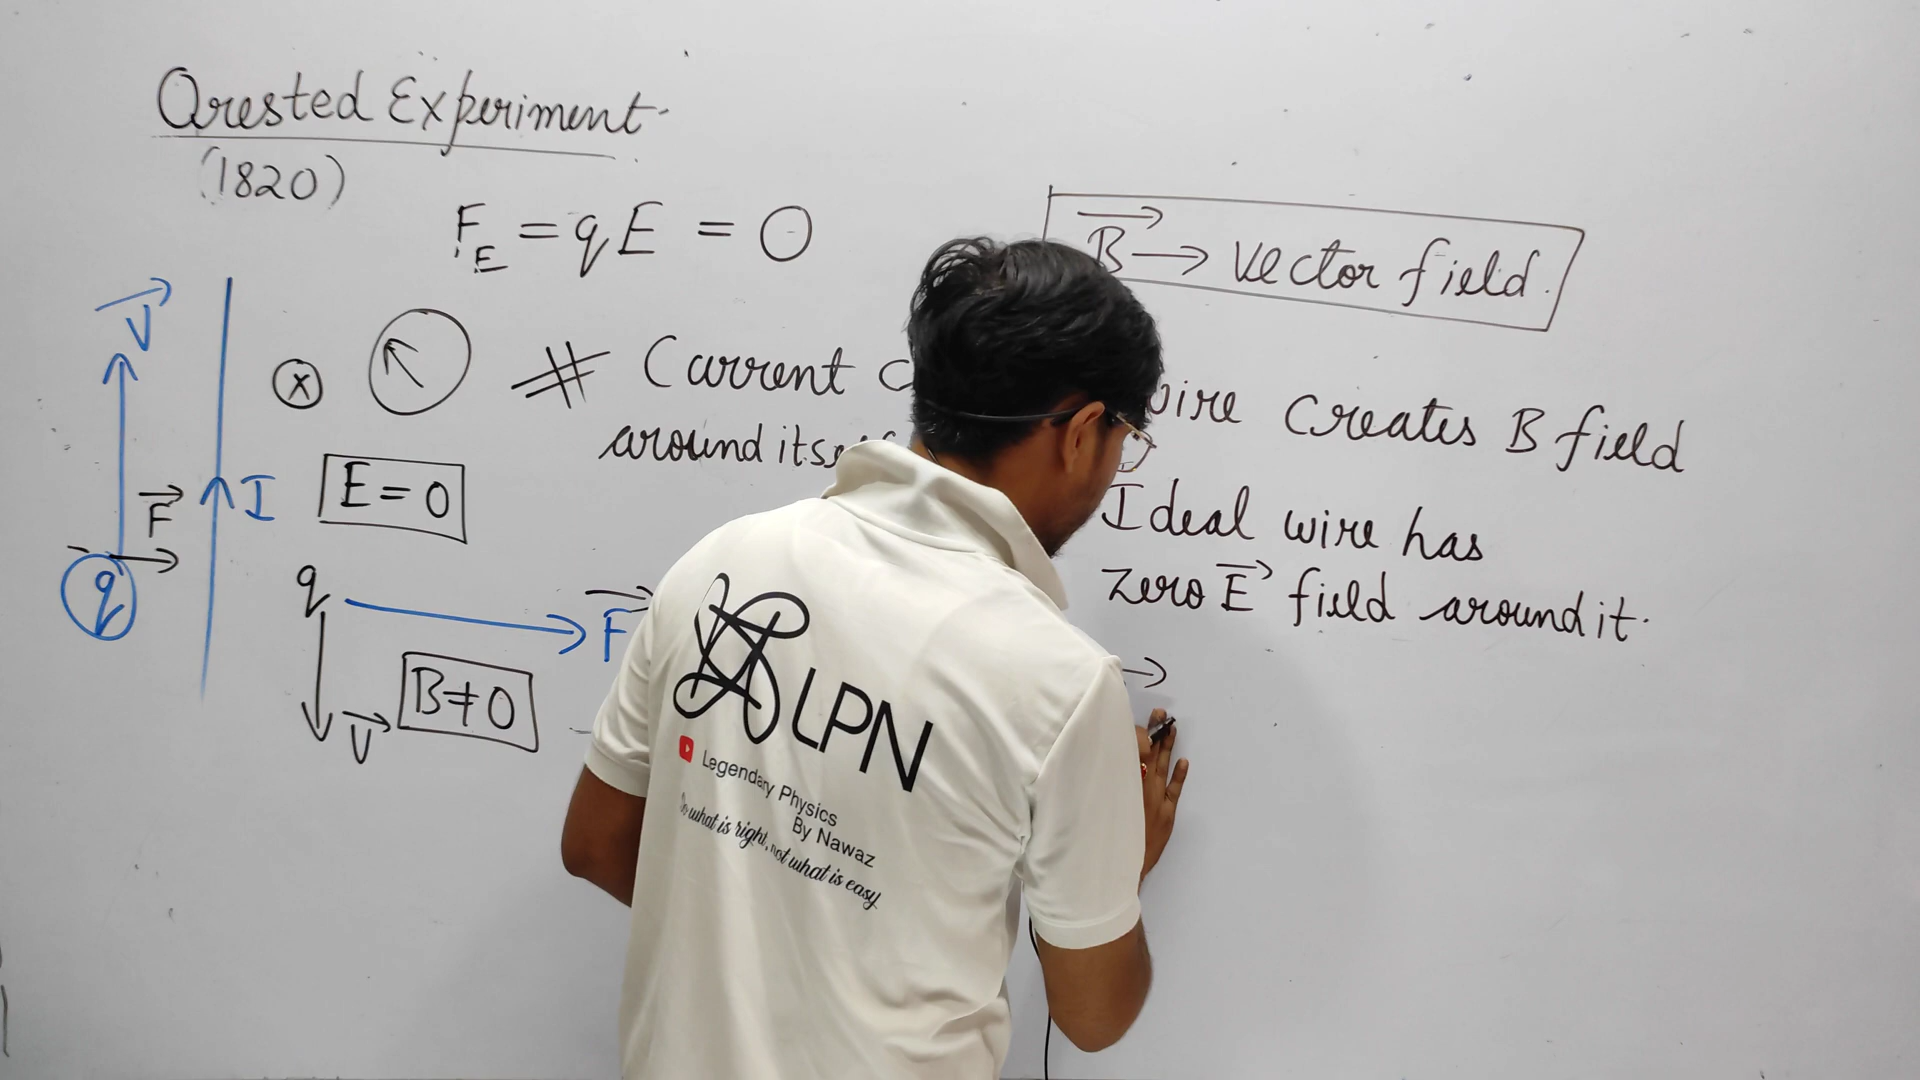 Orested Experiment.
(1820)
F_E = qE = 0
B → vector field.
V
x
# Current
wire creates B field
around itself
E = 0
I
F
q
q
F
B ≠ 0
V
Ideal wire has
zero E field around it.
LPN
Legendary Physics
By Nawaz
Do what is right, not what is easy